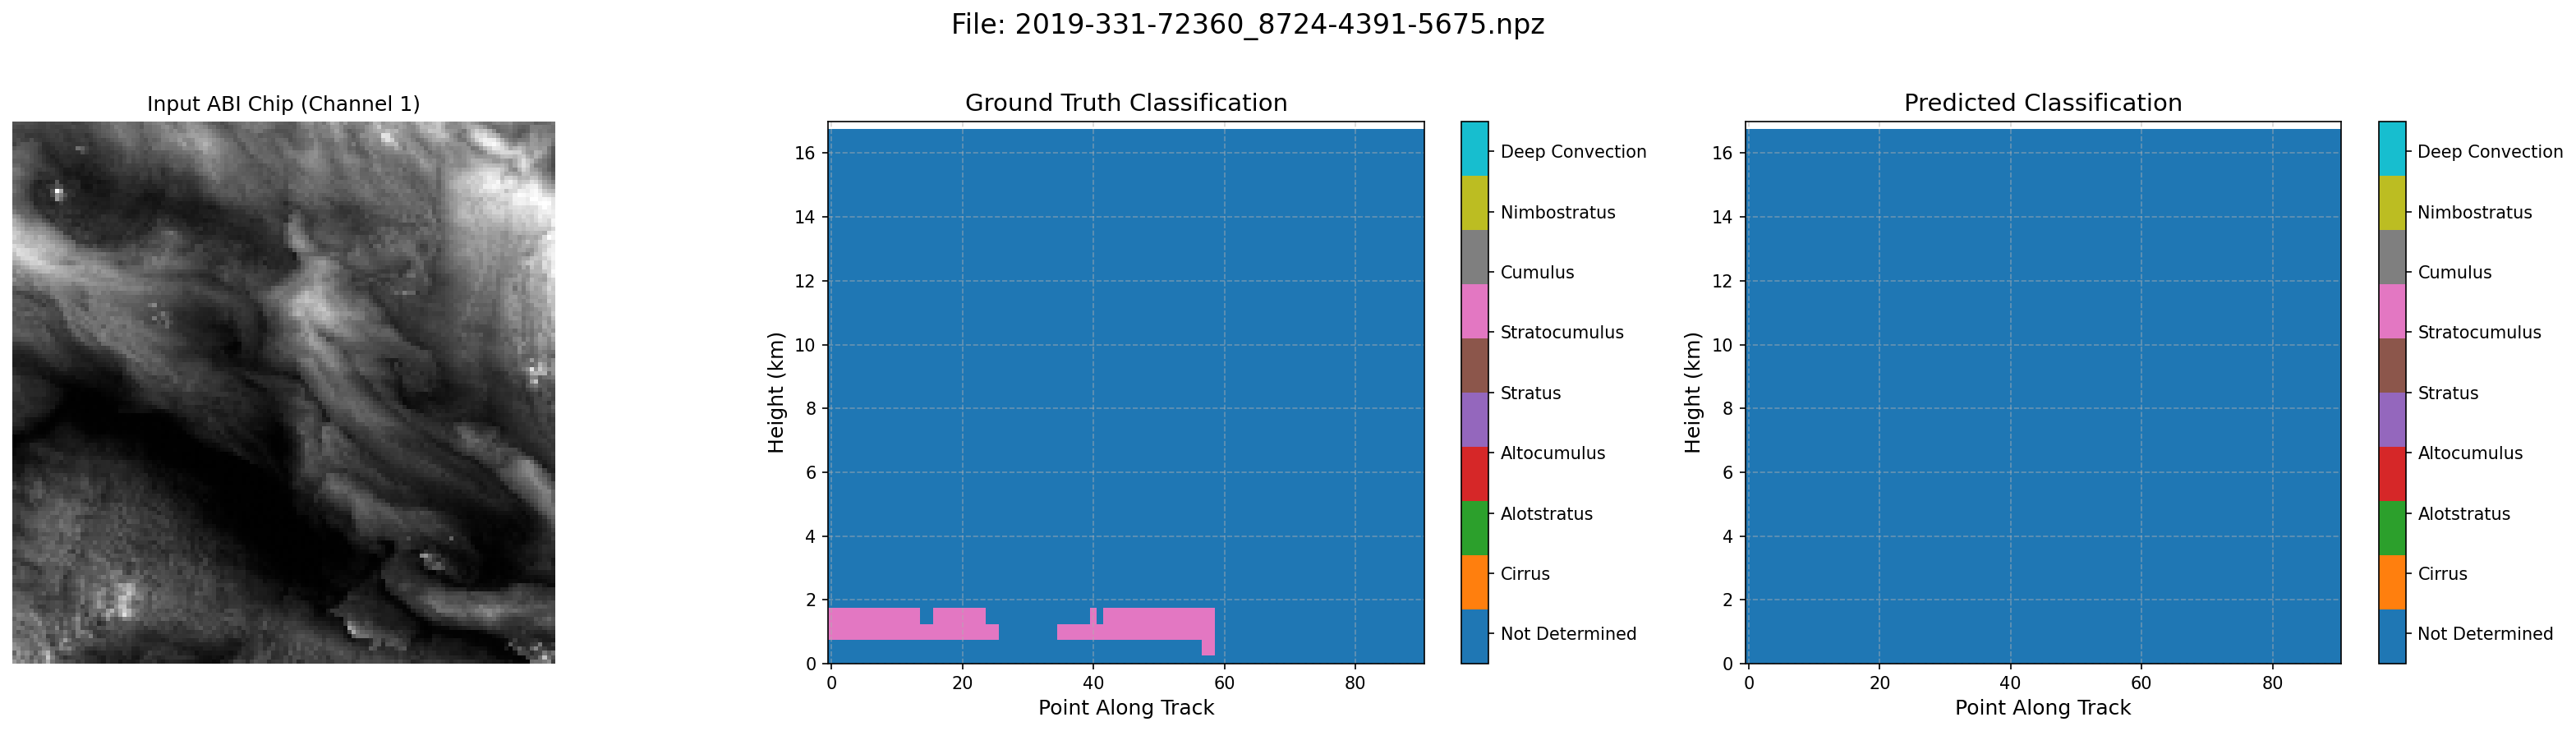 File: 2019-331-72360_8724-4391-5675.npz
Input ABI Chip (Channel 1)
Ground Truth Classification
Height (km)
16
14
12
10
8
6
4
2
0
0 20 40 60 80
Point Along Track
Deep Convection
Nimbostratus
Cumulus
Stratocumulus
Stratus
Altocumulus
Alotstratus
Cirrus
Not Determined
Predicted Classification
Height (km)
16
14
12
10
8
6
4
2
0
0 20 40 60 80
Point Along Track
Deep Convection
Nimbostratus
Cumulus
Stratocumulus
Stratus
Altocumulus
Alotstratus
Cirrus
Not Determined